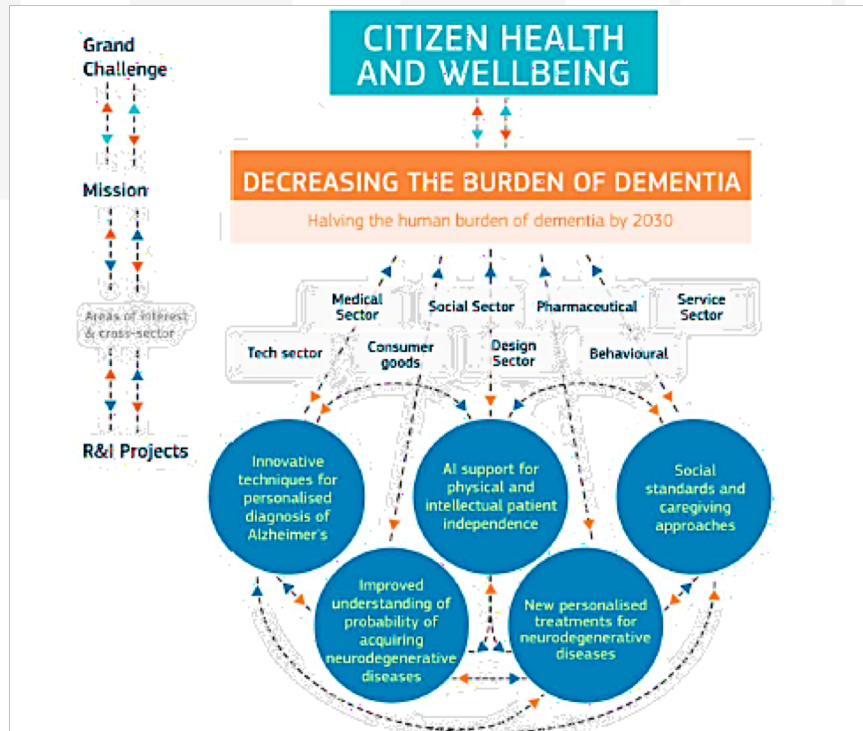 Grand
Challenge
CITIZEN HEALTH
AND WELLBEING
Mission
DECREASING THE BURDEN OF DEMENTIA
Halving the human burden of dementia by 2030
Areas of interest
& cross-sector
Medical
Sector
Social Sector
Pharmaceutical
Service
Sector
Tech sector
Consumer
goods
Design
Sector
Behavioural
R&I Projects
Innovative
techniques for
personalised
diagnosis of
Alzheimer's
AI support for
physical and
intellectual patient
independence
Social
standards and
caregiving
approaches
Improved
understanding of
probability of
acquiring
neurodegenerative
diseases
New personalised
treatments for
neurodegenerative
diseases